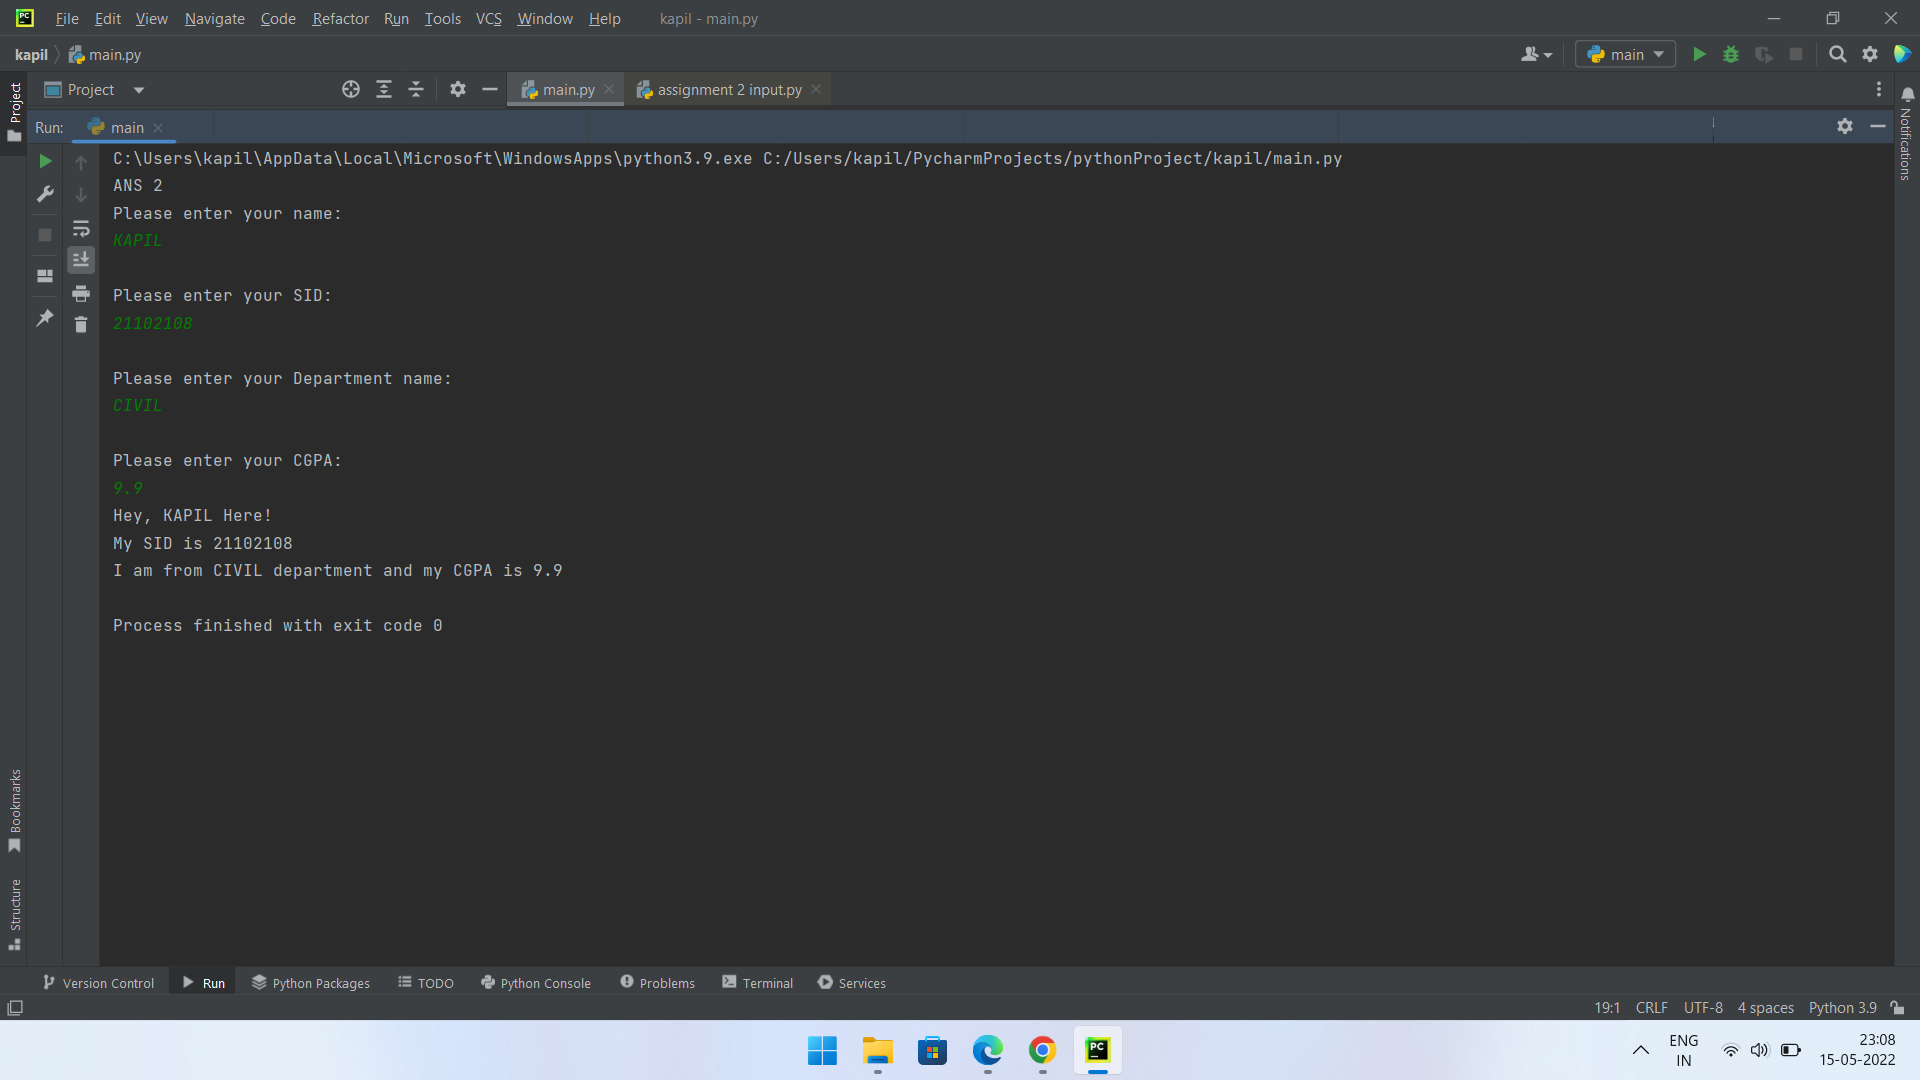 File Edit View Navigate Code Refactor Run Tools VCS Window Help kapil - main.py
kapil main.py
main
Project
main.py
assignment 2 input.py
Run: main
Project
Notifications
C:\Users\kapil\AppData\Local\Microsoft\WindowsApps\python3.9.exe C:/Users/kapil/PycharmProjects/pythonProject/kapil/main.py
ANS 2
Please enter your name:
KAPIL
Please enter your SID:
21102108
Please enter your Department name:
CIVIL
Please enter your CGPA:
9.9
Hey, KAPIL Here!
My SID is 21102108
I am from CIVIL department and my CGPA is 9.9
Process finished with exit code 0
Bookmarks
Structure
Version Control Run Python Packages TODO Python Console Problems Terminal Services
19:1 CRLF UTF-8 4 spaces Python 3.9
PC
ENG
IN
23:08
15-05-2022